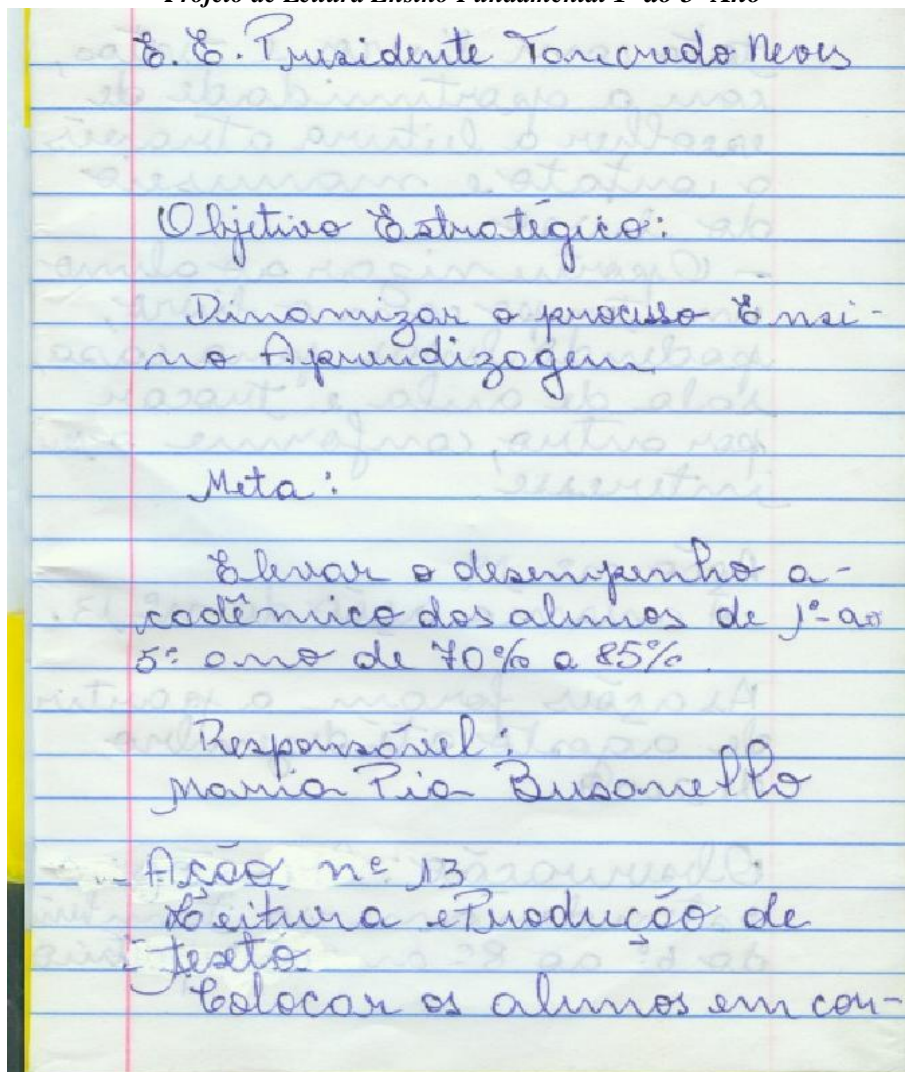 Projeto de Leitura Ensino Fundamental 1º ao 5º Ano
E. E. Presidente Tancredo Neves
Objetivo Estratégico:
Dinamizar o processo Ensi-
no Aprendizagem
Meta:
Elevar o desempenho a-
cadêmico dos alunos de 1º ao
5º ano de 70% a 85%.
Responsável:
Maria Pia Busanello
Ação nº 13
Leitura e Produção de
texto.
Colocar os alunos em con-